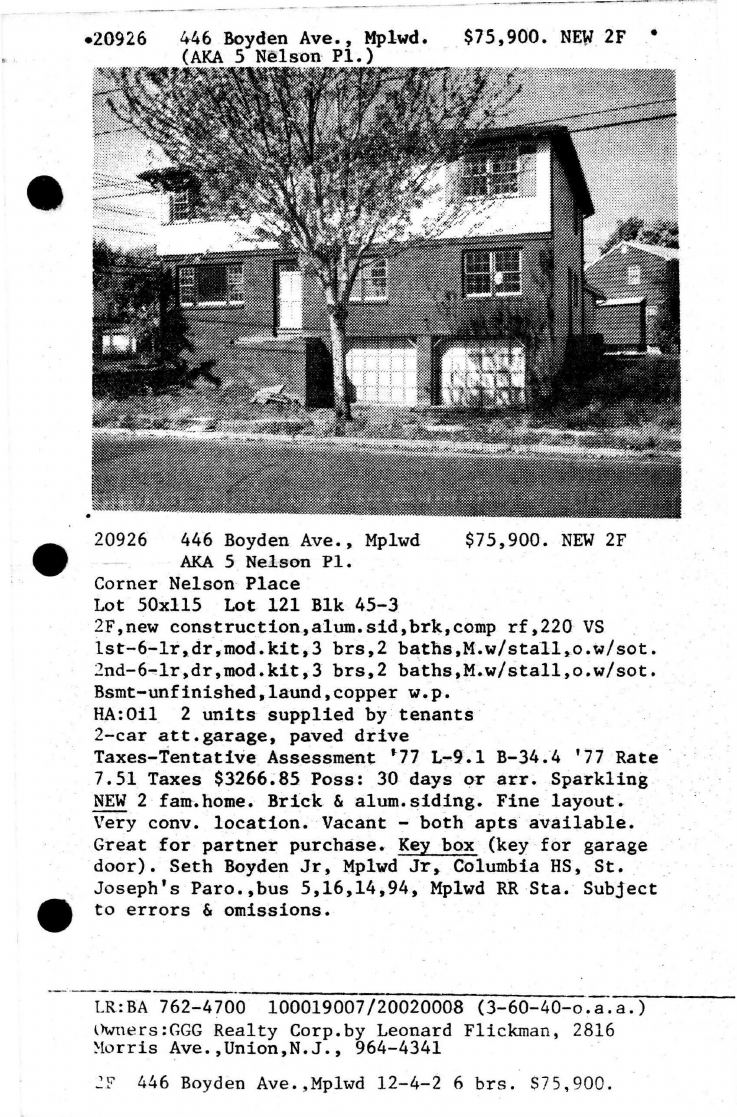 •20926 446 Boyden Ave., Mplwd. $75,900. NEW 2F •
(AKA 5 Nelson Pl.)
20926 446 Boyden Ave., Mplwd $75,900. NEW 2F
AKA 5 Nelson Pl.
Corner Nelson Place
Lot 50x115 Lot 121 Blk 45-3
2F,new construction,alum.sid,brk,comp rf,220 VS
1st-6-lr,dr,mod.kit,3 brs,2 baths,M.w/stall,o.w/sot.
2nd-6-lr,dr,mod.kit,3 brs,2 baths,M.w/stall,o.w/sot.
Bsmt-unfinished,laund,copper w.p.
HA:Oil 2 units supplied by tenants
2-car att.garage, paved drive
Taxes-Tentative Assessment '77 L-9.1 B-34.4 '77 Rate
7.51 Taxes $3266.85 Poss: 30 days or arr. Sparkling
NEW 2 fam.home. Brick & alum.siding. Fine layout.
Very conv. location. Vacant - both apts available.
Great for partner purchase. Key box (key for garage
door). Seth Boyden Jr, Mplwd Jr, Columbia HS, St.
Joseph's Paro.,bus 5,16,14,94, Mplwd RR Sta. Subject
to errors & omissions.
LR:BA 762-4700 100019007/20020008 (3-60-40-o.a.a.)
Owners:GGG Realty Corp.by Leonard Flickman, 2816
Morris Ave.,Union,N.J., 964-4341
2F 446 Boyden Ave.,Mplwd 12-4-2 6 brs. $75,900.